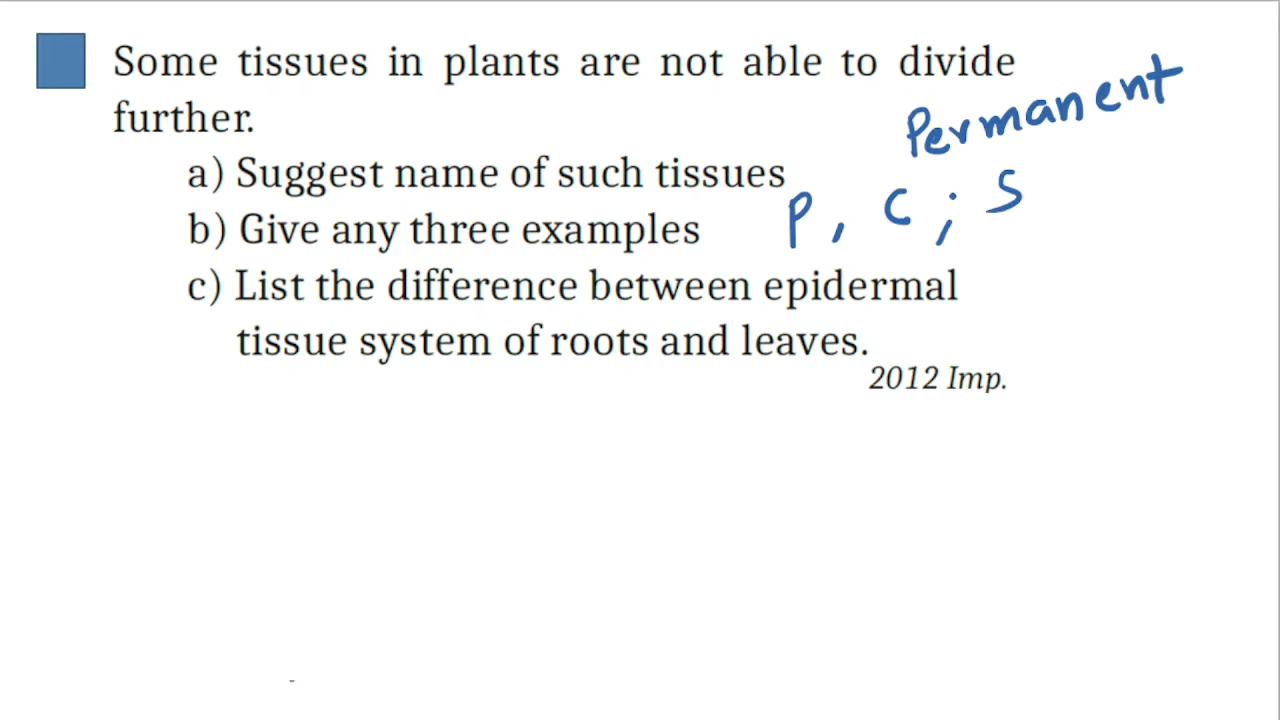 Some tissues in plants are not able to divide
further.
Permanent
a) Suggest name of such tissues
b) Give any three examples
P, C ; S
c) List the difference between epidermal
tissue system of roots and leaves.
2012 Imp.